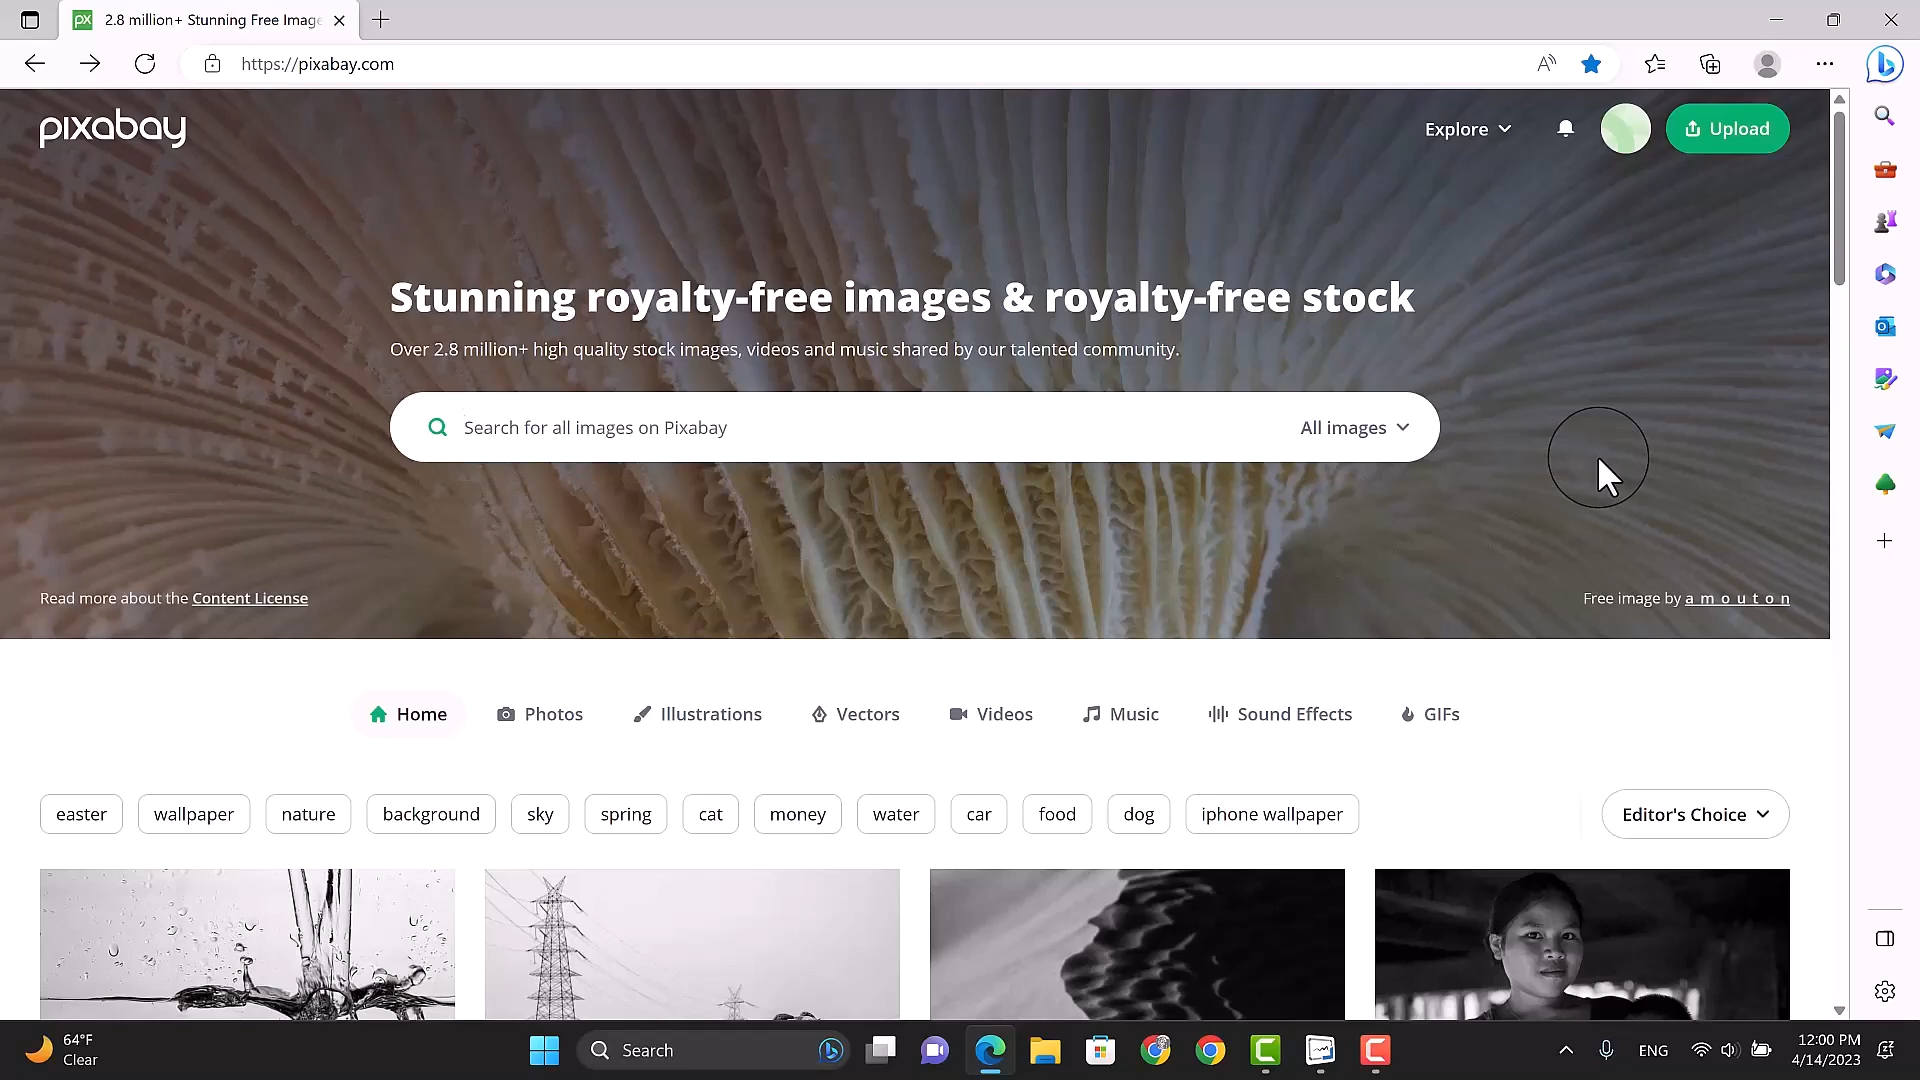 2.8 million+ Stunning Free Image
https://pixabay.com
pixabay
Explore
Upload
Stunning royalty-free images & royalty-free stock
Over 2.8 million+ high quality stock images, videos and music shared by our talented community.
Search for all images on Pixabay
All images
Read more about the Content License
Free image by a m o u t o n
Home
Photos
Illustrations
Vectors
Videos
Music
Sound Effects
GIFs
easter
wallpaper
nature
background
sky
spring
cat
money
water
car
food
dog
iphone wallpaper
Editor's Choice
64°F
Clear
Search
ENG
12:00 PM
4/14/2023